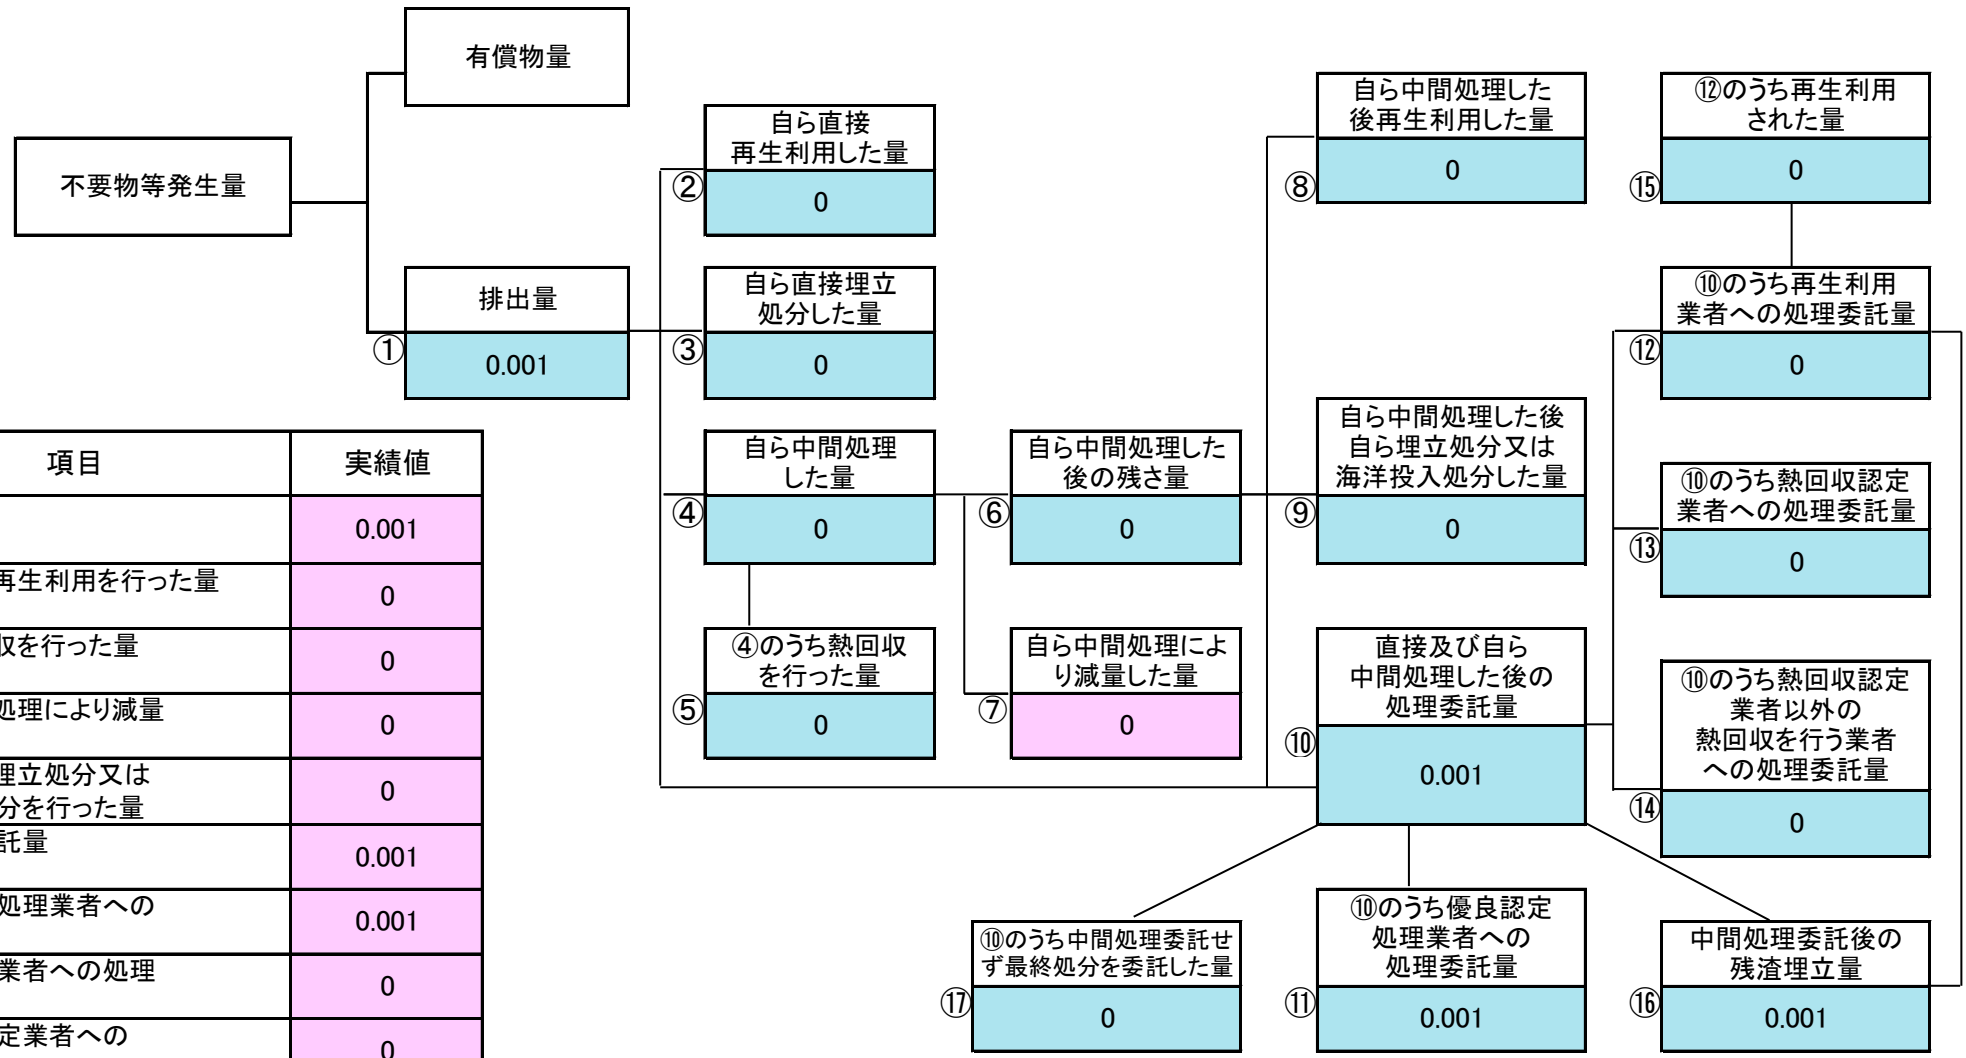 有償物量
不要物等発生量
自ら直接
再生利用した量
②
0
自ら中間処理した
後再生利用した量
⑧
0
⑫のうち再生利用
された量
⑮
0
排出量
①
0.001
自ら直接埋立
処分した量
③
0
⑩のうち再生利用
業者への処理委託量
⑫
0
自ら中間処理
した量
④
0
自ら中間処理した
後の残さ量
⑥
0
自ら中間処理した後
自ら埋立処分又は
海洋投入処分した量
⑨
0
⑩のうち熱回収認定
業者への処理委託量
⑬
0
④のうち熱回収
を行った量
⑤
0
自ら中間処理によ
り減量した量
⑦
0
直接及び自ら
中間処理した後の
処理委託量
⑩
0.001
⑩のうち熱回収認定
業者以外の
熱回収を行う業者
への処理委託量
⑭
0
⑩のうち中間処理委託せ
ず最終処分を委託した量
⑰
0
⑩のうち優良認定
処理業者への
処理委託量
⑪
0.001
中間処理委託後の
残渣埋立量
⑯
0.001
項目 実績値
0.001
再生利用を行った量 0
収を行った量 0
処理により減量 0
埋立処分又は
分を行った量 0
託量 0.001
処理業者への 0.001
業者への処理 0
定業者への 0